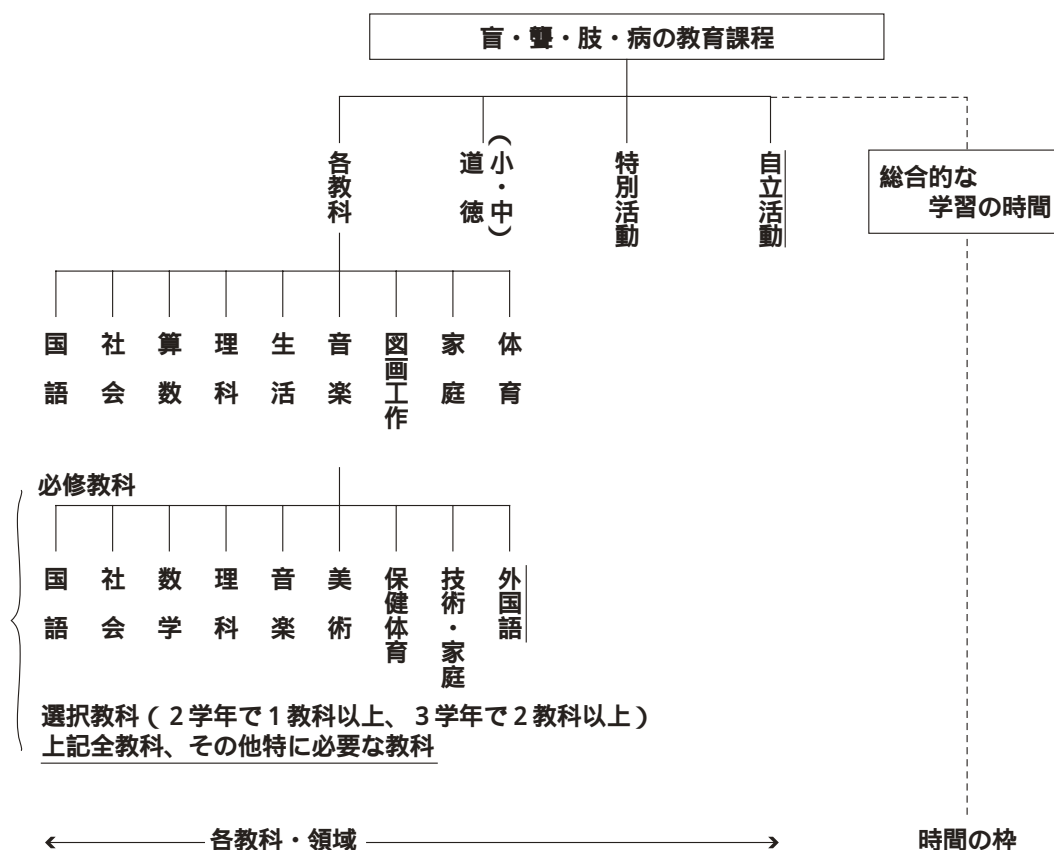 盲・聾・肢・病の教育課程
各教科
道徳
(小・中)
特別活動
自立活動
総合的な
学習の時間
国語
社会
算数
理科
生活
音楽
図画工作
家庭
体育
必修教科
国語
社会
数学
理科
音楽
美術
保健体育
技術・家庭
外国語
選択教科(2学年で1教科以上、3学年で2教科以上)
上記全教科、その他特に必要な教科
各教科・領域
時間の枠